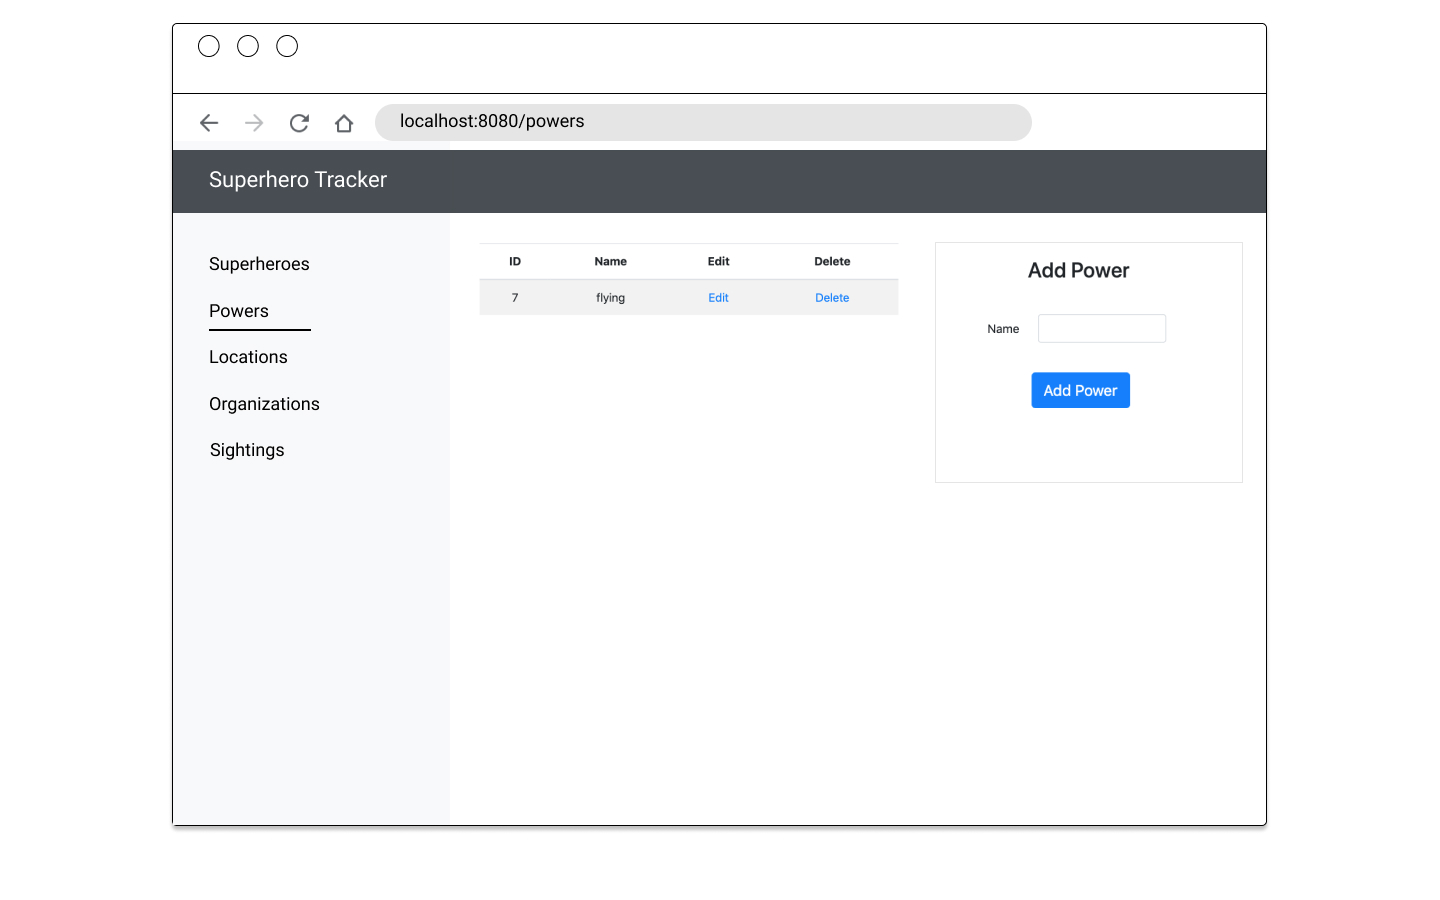 localhost:8080/powers
Superhero Tracker
Superheroes
Powers
Locations
Organizations
Sightings
ID Name Edit Delete
7 flying Edit Delete
Add Power
Name
Add Power